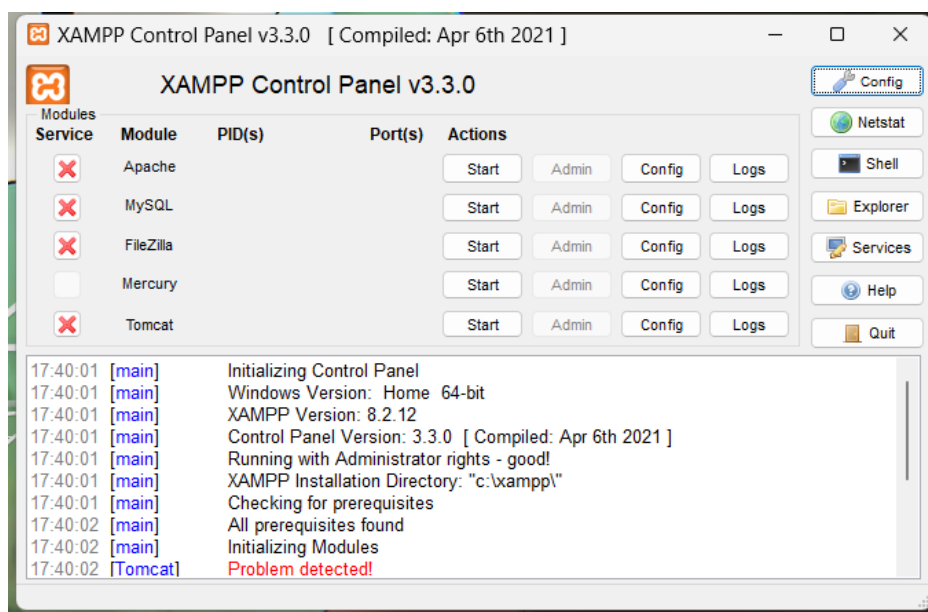 XAMPP Control Panel v3.3.0 [ Compiled: Apr 6th 2021 ]
XAMPP Control Panel v3.3.0
Config
Modules
Service Module PID(s) Port(s) Actions
Netstat
Apache Start Admin Config Logs
Shell
MySQL Start Admin Config Logs
Explorer
FileZilla Start Admin Config Logs
Services
Mercury Start Admin Config Logs
Help
Tomcat Start Admin Config Logs
Quit
17:40:01 [main] Initializing Control Panel
17:40:01 [main] Windows Version: Home 64-bit
17:40:01 [main] XAMPP Version: 8.2.12
17:40:01 [main] Control Panel Version: 3.3.0 [ Compiled: Apr 6th 2021 ]
17:40:01 [main] Running with Administrator rights - good!
17:40:01 [main] XAMPP Installation Directory: "c:\xampp\"
17:40:01 [main] Checking for prerequisites
17:40:02 [main] All prerequisites found
17:40:02 [main] Initializing Modules
17:40:02 [Tomcat] Problem detected!